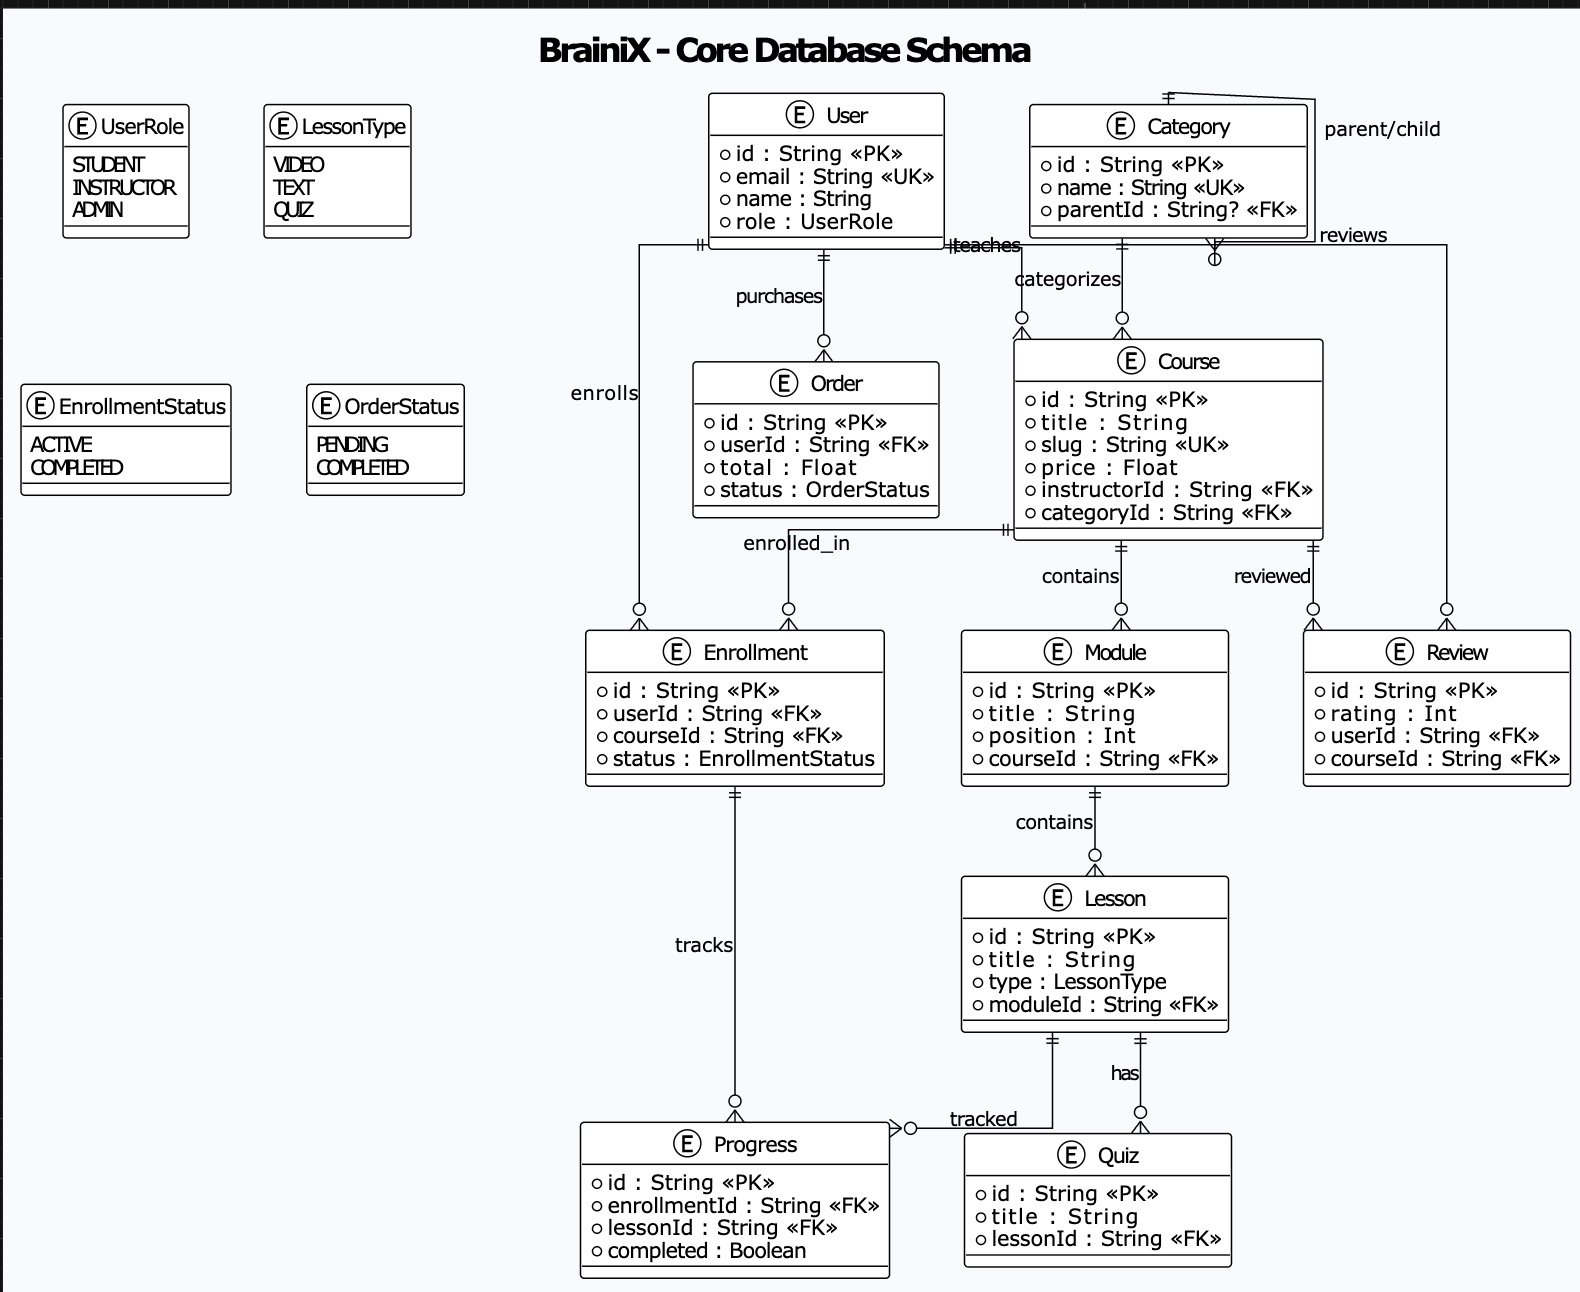 BrainiX - Core Database Schema
E UserRole
STUDENT
INSTRUCTOR
ADMIN
E LessonType
VIDEO
TEXT
QUIZ
E User
id : String «PK»
email : String «UK»
name : String
role : UserRole
E Category
id : String «PK»
name : String «UK»
parentId : String? «FK»
parent/child
reviews
teaches
categorizes
purchases
enrolls
E EnrollmentStatus
ACTIVE
COMPLETED
E OrderStatus
PENDING
COMPLETED
E Order
id : String «PK»
userId : String «FK»
total : Float
status : OrderStatus
E Course
id : String «PK»
title : String
slug : String «UK»
price : Float
instructorId : String «FK»
categoryId : String «FK»
enrolled_in
contains
reviewed
E Enrollment
id : String «PK»
userId : String «FK»
courseId : String «FK»
status : EnrollmentStatus
E Module
id : String «PK»
title : String
position : Int
courseId : String «FK»
E Review
id : String «PK»
rating : Int
userId : String «FK»
courseId : String «FK»
contains
tracks
E Lesson
id : String «PK»
title : String
type : LessonType
moduleId : String «FK»
has
tracked
E Progress
id : String «PK»
enrollmentId : String «FK»
lessonId : String «FK»
completed : Boolean
E Quiz
id : String «PK»
title : String
lessonId : String «FK»